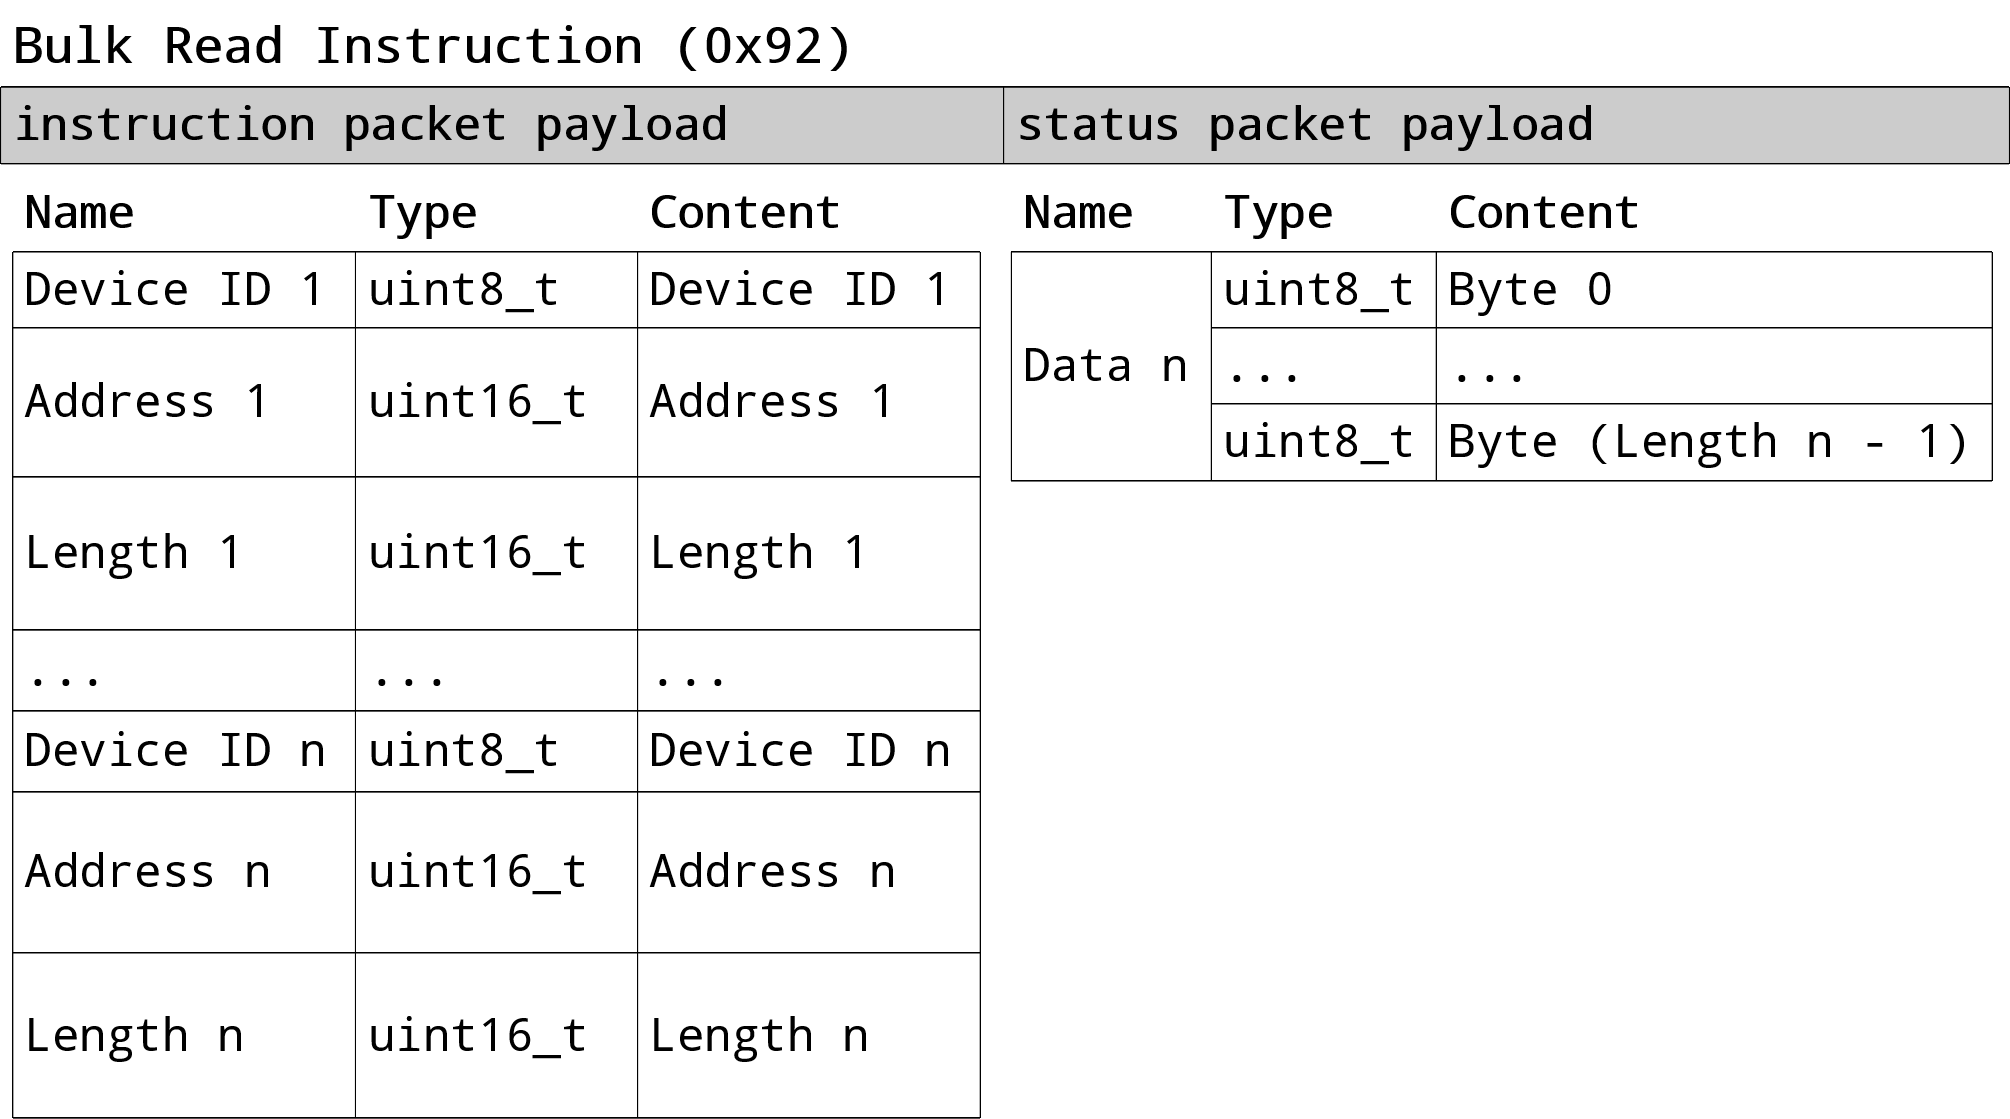 Bulk Read Instruction (0x92)
instruction packet payload status packet payload
Name Type Content
Device ID 1 uint8_t Device ID 1
Address 1 uint16_t Address 1
Length 1 uint16_t Length 1
... ... ...
Device ID n uint8_t Device ID n
Address n uint16_t Address n
Length n uint16_t Length n
Name Type Content
Data n
uint8_t Byte 0
... ...
uint8_t Byte (Length n - 1)